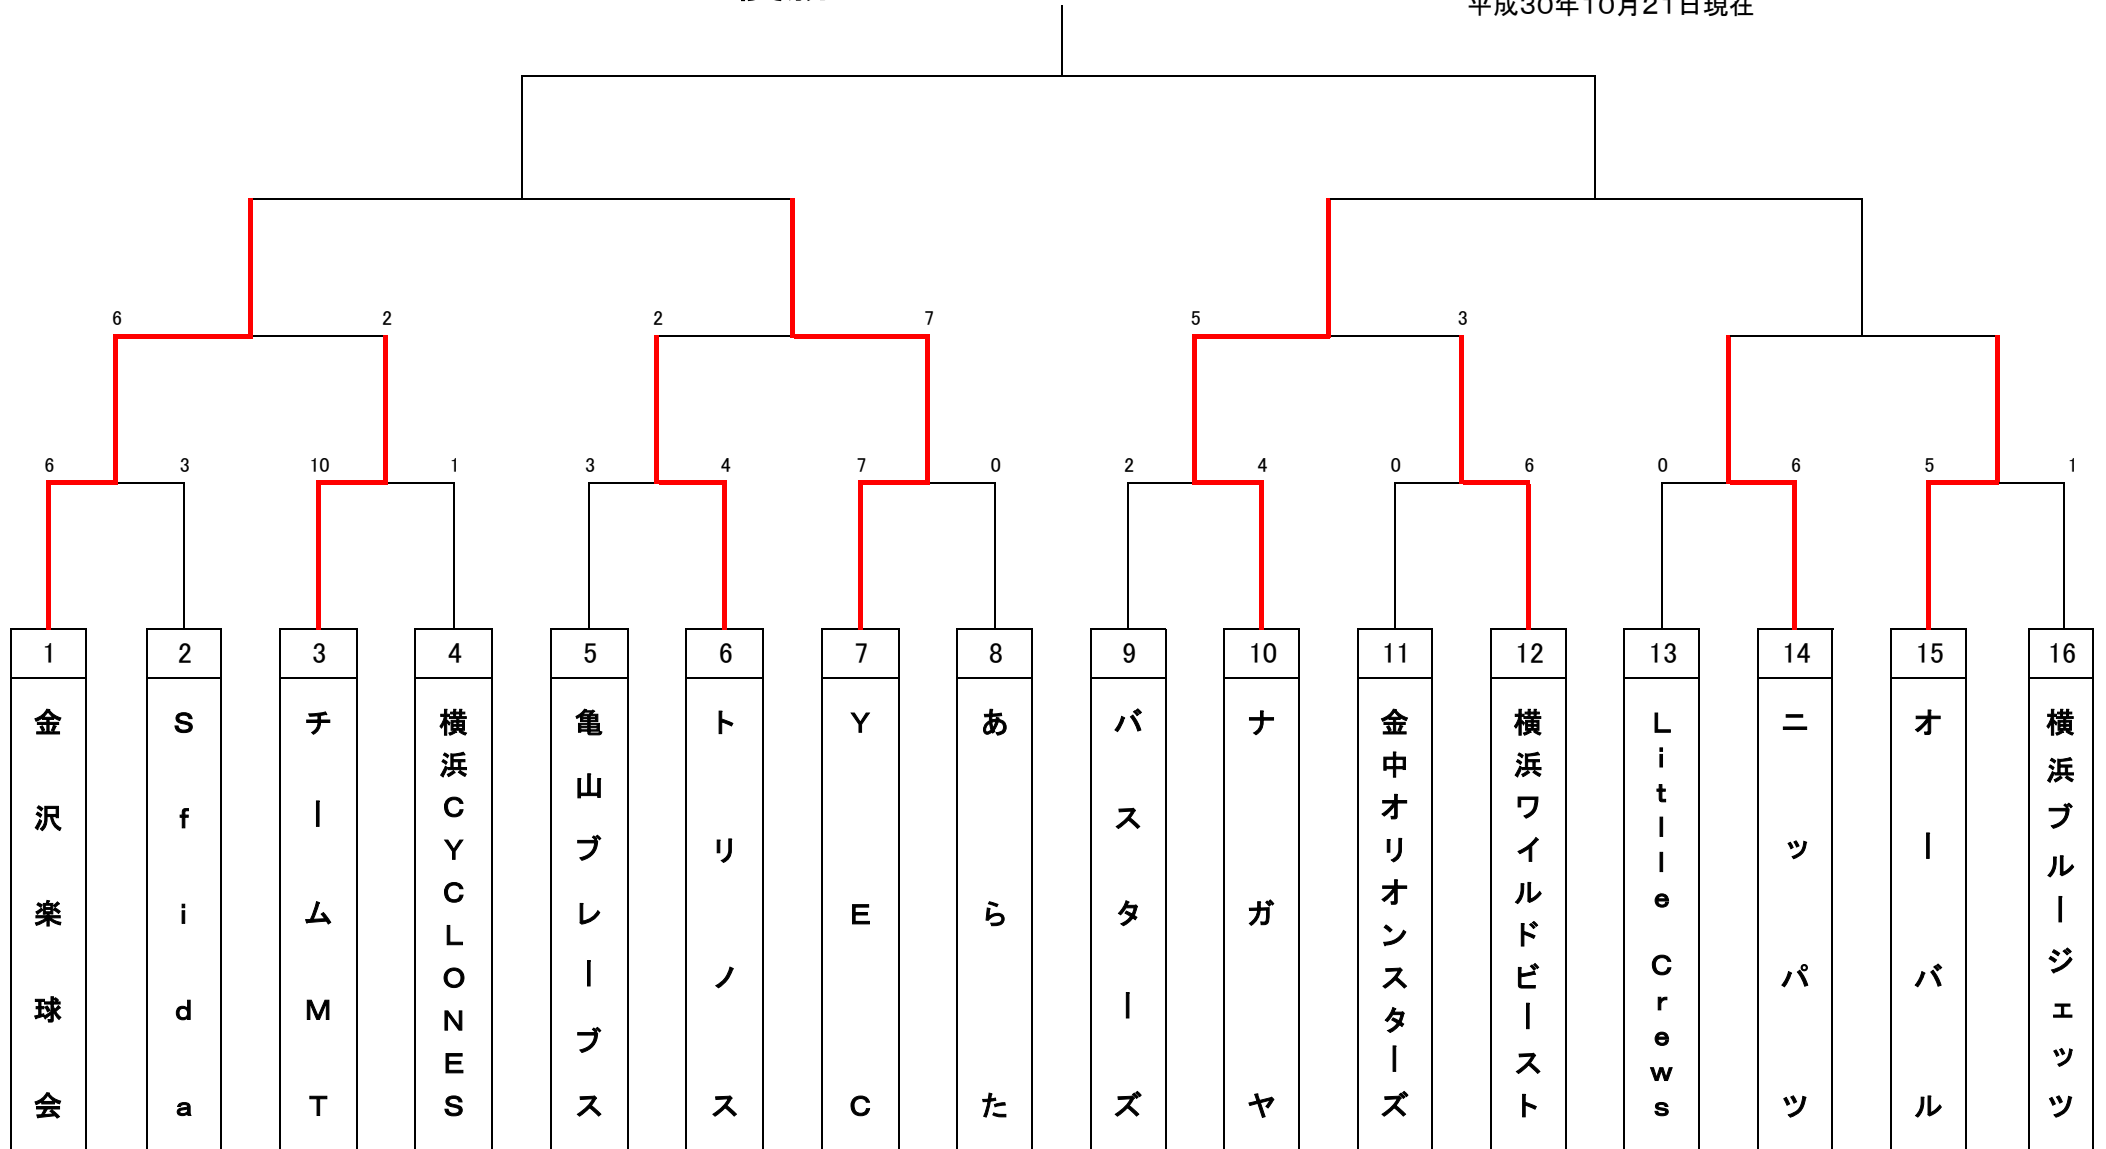 平成30年10月21日現在
6 2 2 7 5 3
6 3 10 1 3 4 7 0 2 4 0 6 0 6 5 1
1 2 3 4 5 6 7 8 9 10 11 12 13 14 15 16
金沢楽球会
Sfida
チームMT
横浜CYCLONES
亀山ブレーブス
トリノス
YEC
あらた
バスターズ
ナガヤ
金中オリオンスターズ
横浜ワイルドビースト
Litlle Crews
ニッパツ
オーバル
横浜ブルージェッツ